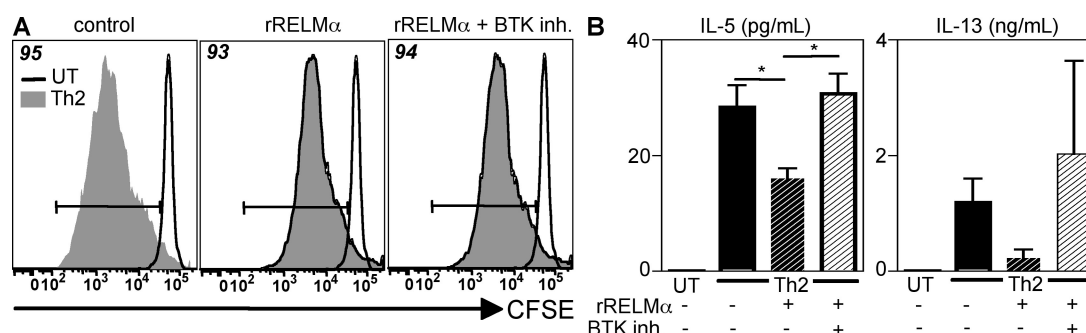 A control rRELMα rRELMα + BTK inh.
95 93 94
UT
Th2
0 10² 10³ 10⁴ 10⁵ 0 10² 10³ 10⁴ 10⁵ 0 10² 10³ 10⁴ 10⁵
CFSE
B IL-5 (pg/mL) IL-13 (ng/mL)
40 4
* *
20 2
0 0
UT Th2 UT Th2
rRELMα - - + + - - + +
BTK inh. - - - + - - - +